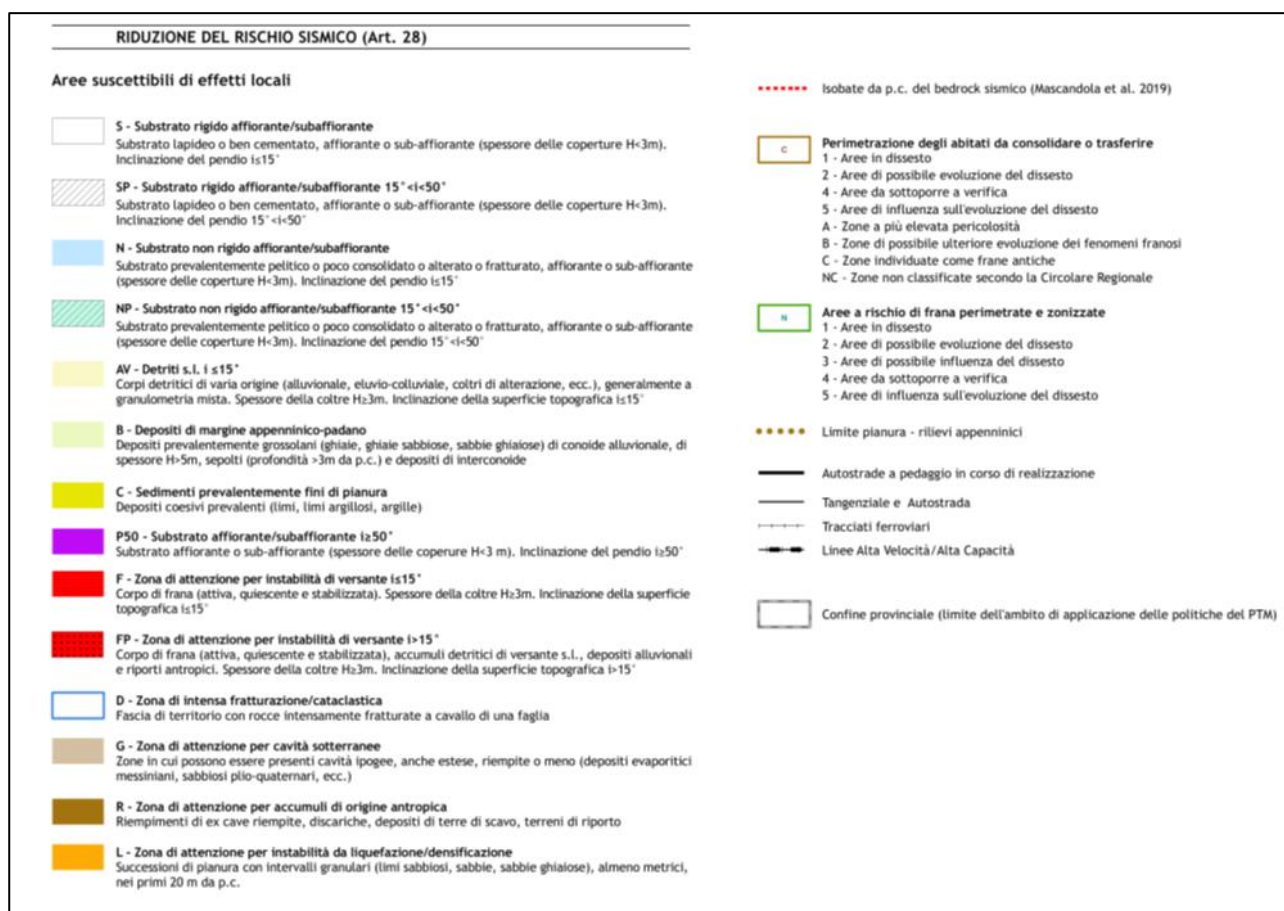 RIDUZIONE DEL RISCHIO SISMICO (Art. 28)
Aree suscettibili di effetti locali
S - Substrato rigido affiorante/subaffiorante
Substrato lapideo o ben cementato, affiorante o sub-affiorante (spessore delle coperture H<3m).
Inclinazione del pendio i≤15°
SP - Substrato rigido affiorante/subaffiorante 15°<i<50°
Substrato lapideo o ben cementato, affiorante o sub-affiorante (spessore delle coperture H<3m).
Inclinazione del pendio 15°<i<50°
N - Substrato non rigido affiorante/subaffiorante
Substrato prevalentemente pelitico o poco consolidato o alterato o fratturato, affiorante o sub-affiorante
(spessore delle coperture H<3m). Inclinazione del pendio i≤15°
NP - Substrato non rigido affiorante/subaffiorante 15°<i<50°
Substrato prevalentemente pelitico o poco consolidato o alterato o fratturato, affiorante o sub-affiorante
(spessore delle coperture H<3m). Inclinazione del pendio 15°<i<50°
AV - Detriti s.l. i ≤15°
Corpi detritici di varia origine (alluvionale, eluvio-colluviale, coltri di alterazione, ecc.), generalmente a
granulometria mista. Spessore della coltre H≥3m. Inclinazione della superficie topografica i≤15°
B - Depositi di margine appenninico-padano
Depositi prevalentemente grossolani (ghiaie, ghiaie sabbiose, sabbie ghiaiose) di conoide alluvionale, di
spessore H>5m, sepolti (profondità >3m da p.c.) e depositi di interconoide
C - Sedimenti prevalentemente fini di pianura
Depositi coesivi prevalenti (limi, limi argillosi, argille)
P50 - Substrato affiorante/subaffiorante i≥50°
Substrato affiorante o sub-affiorante (spessore delle coperure H<3 m). Inclinazione del pendio i≥50°
F - Zona di attenzione per instabilità di versante i≤15°
Corpo di frana (attiva, quiescente e stabilizzata). Spessore della coltre H≥3m. Inclinazione della superficie
topografica i≤15°
FP - Zona di attenzione per instabilità di versante i>15°
Corpo di frana (attiva, quiescente e stabilizzata), accumuli detritici di versante s.l., depositi alluvionali
e riporti antropici. Spessore della coltre H≥3m. Inclinazione della superficie topografica i>15°
D - Zona di intensa fratturazione/cataclastica
Fascia di territorio con rocce intensamente fratturate a cavallo di una faglia
G - Zona di attenzione per cavità sotterranee
Zone in cui possono essere presenti cavità ipogee, anche estese, riempite o meno (depositi evaporitici
messiniani, sabbiosi plio-quaternari, ecc.)
R - Zona di attenzione per accumuli di origine antropica
Riempimenti di ex cave riempite, discariche, depositi di terre di scavo, terreni di riporto
L - Zona di attenzione per instabilità da liquefazione/densificazione
Successioni di pianura con intervalli granulari (limi sabbiosi, sabbie, sabbie ghiaiose), almeno metrici,
nei primi 20 m da p.c.
Isobate da p.c. del bedrock sismico (Mascandola et al. 2019)
C
Perimetrazione degli abitati da consolidare o trasferire
1 - Aree in dissesto
2 - Aree di possibile evoluzione del dissesto
4 - Aree da sottoporre a verifica
5 - Aree di influenza sull'evoluzione del dissesto
A - Zone a più elevata pericolosità
B - Zone di possibile ulteriore evoluzione dei fenomeni franosi
C - Zone individuate come frane antiche
NC - Zone non classificate secondo la Circolare Regionale
N
Aree a rischio di frana perimetrate e zonizzate
1 - Aree in dissesto
2 - Aree di possibile evoluzione del dissesto
3 - Aree di possibile influenza del dissesto
4 - Aree da sottoporre a verifica
5 - Aree di influenza sull'evoluzione del dissesto
Limite pianura - rilievi appenninici
Autostrade a pedaggio in corso di realizzazione
Tangenziale e Autostrada
Tracciati ferroviari
Linee Alta Velocità/Alta Capacità
Confine provinciale (limite dell'ambito di applicazione delle politiche del PTM)